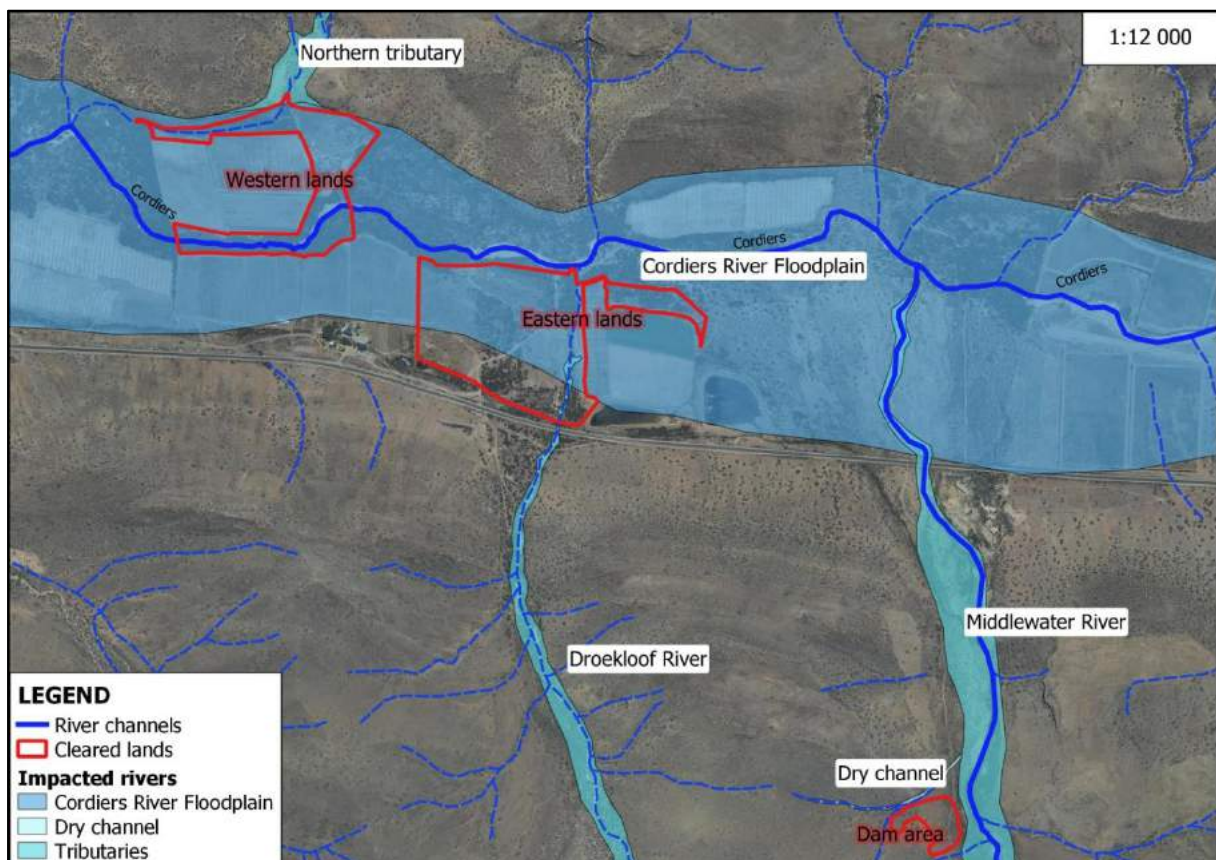 1:12 000
Northern tributary
Western lands
Cordiers
Cordiers
Cordiers River Floodplain
Cordiers
Eastern lands
Middlewater River
Droekloof River
Dry channel
Dam area
LEGEND
River channels
Cleared lands
Impacted rivers
Cordiers River Floodplain
Dry channel
Tributaries